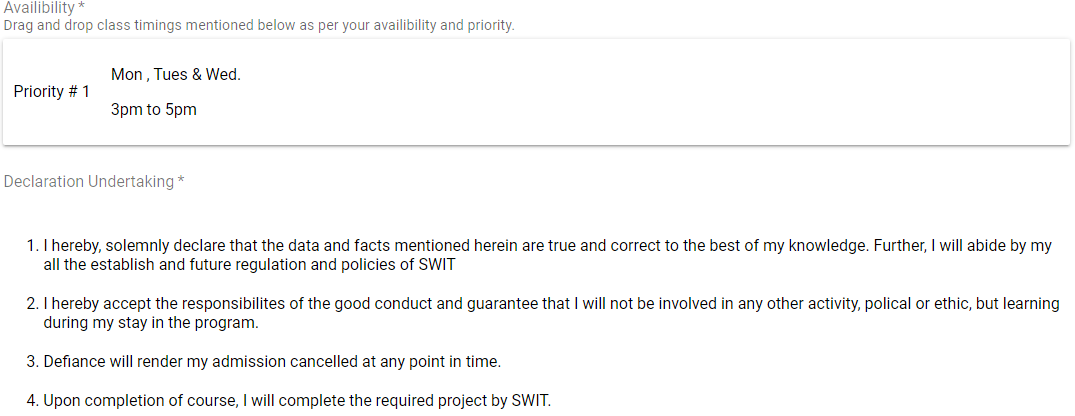 Availibility *
Drag and drop class timings mentioned below as per your availibility and priority.
Priority # 1
Mon , Tues & Wed.
3pm to 5pm
Declaration Undertaking *
1. I hereby, solemnly declare that the data and facts mentioned herein are true and correct to the best of my knowledge. Further, I will abide by my
all the establish and future regulation and policies of SWIT
2. I hereby accept the responsibilites of the good conduct and guarantee that I will not be involved in any other activity, polical or ethic, but learning
during my stay in the program.
3. Defiance will render my admission cancelled at any point in time.
4. Upon completion of course, I will complete the required project by SWIT.